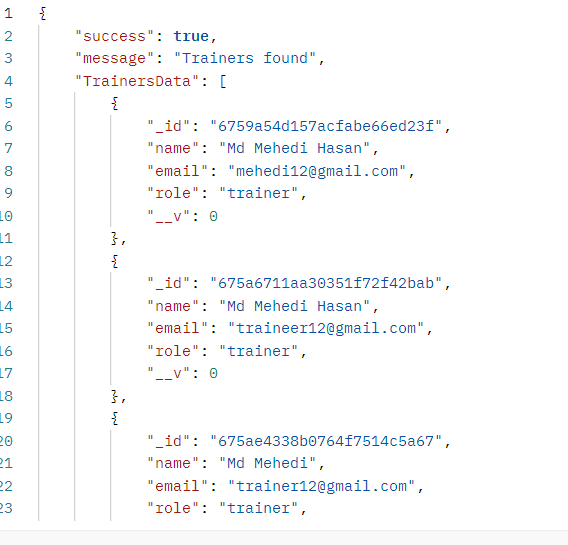 1 {
2 "success": true,
3 "message": "Trainers found",
4 "TrainersData": [
5 {
6 "_id": "6759a54d157acfabe66ed23f",
7 "name": "Md Mehedi Hasan",
8 "email": "mehedi12@gmail.com",
9 "role": "trainer",
10 "__v": 0
11 },
12 {
13 "_id": "675a6711aa30351f72f42bab",
14 "name": "Md Mehedi Hasan",
15 "email": "traineer12@gmail.com",
16 "role": "trainer",
17 "__v": 0
18 },
19 {
20 "_id": "675ae4338b0764f7514c5a67",
21 "name": "Md Mehedi",
22 "email": "trainer12@gmail.com",
23 "role": "trainer",